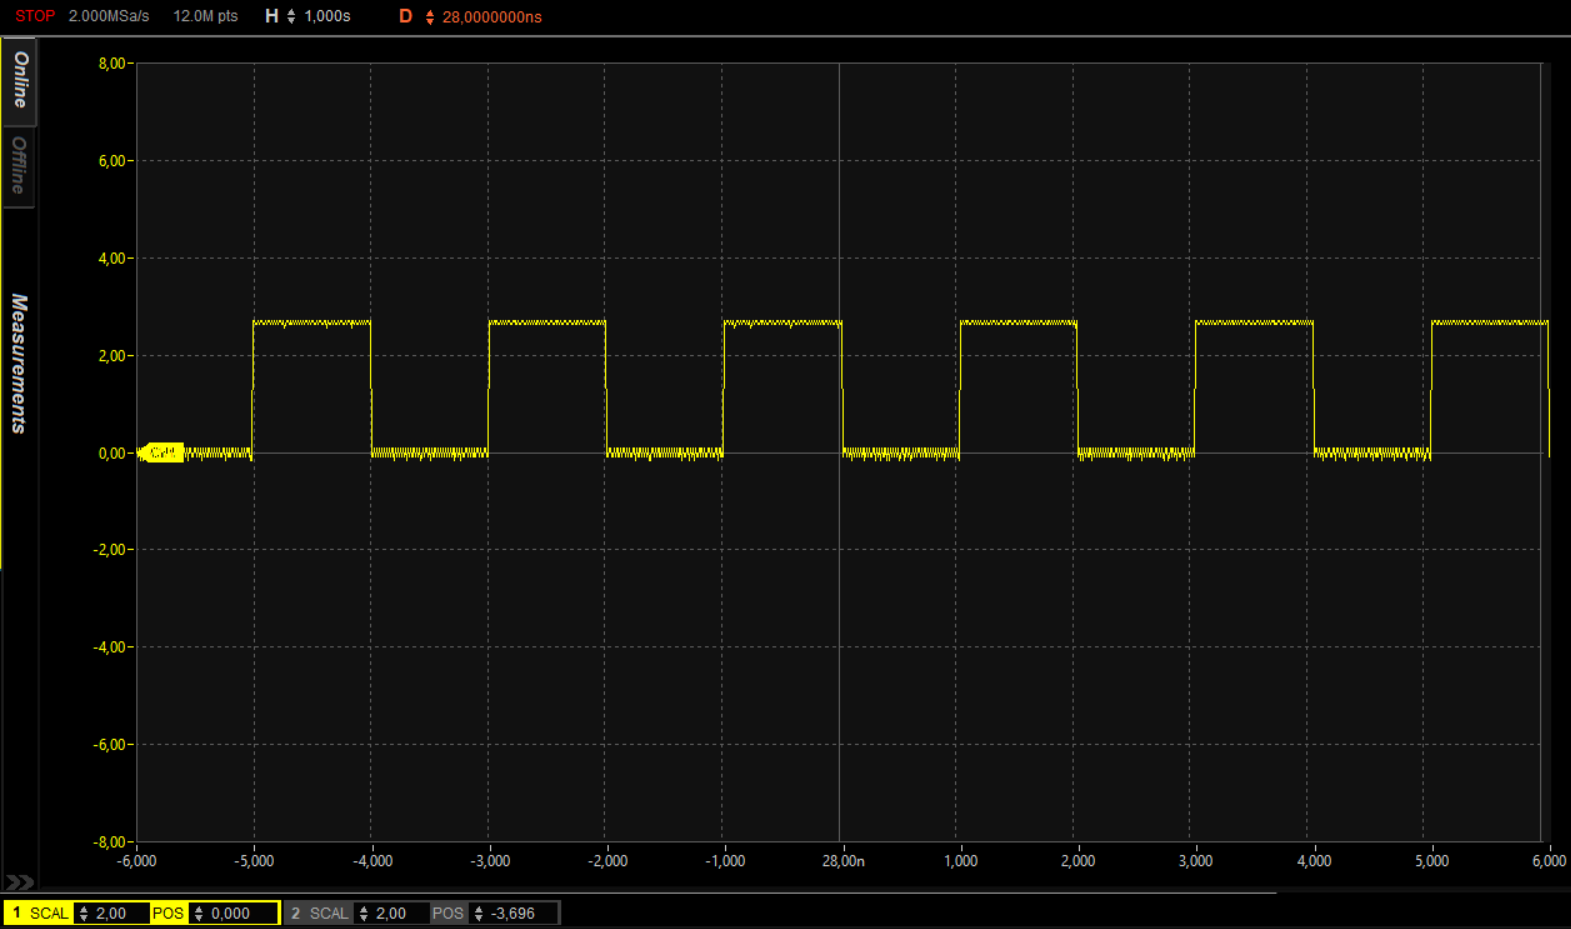 STOP 2.000MSa/s 12.0M pts H 1,000s D 28,0000000ns
Online
Offline
Measurements
8,00
6,00
4,00
2,00
0,00
-2,00
-4,00
-6,00
-8,00
-6,000 -5,000 -4,000 -3,000 -2,000 -1,000 28,00n 1,000 2,000 3,000 4,000 5,000 6,000
1 SCAL 2,00 POS 0,000 2 SCAL 2,00 POS -3,696